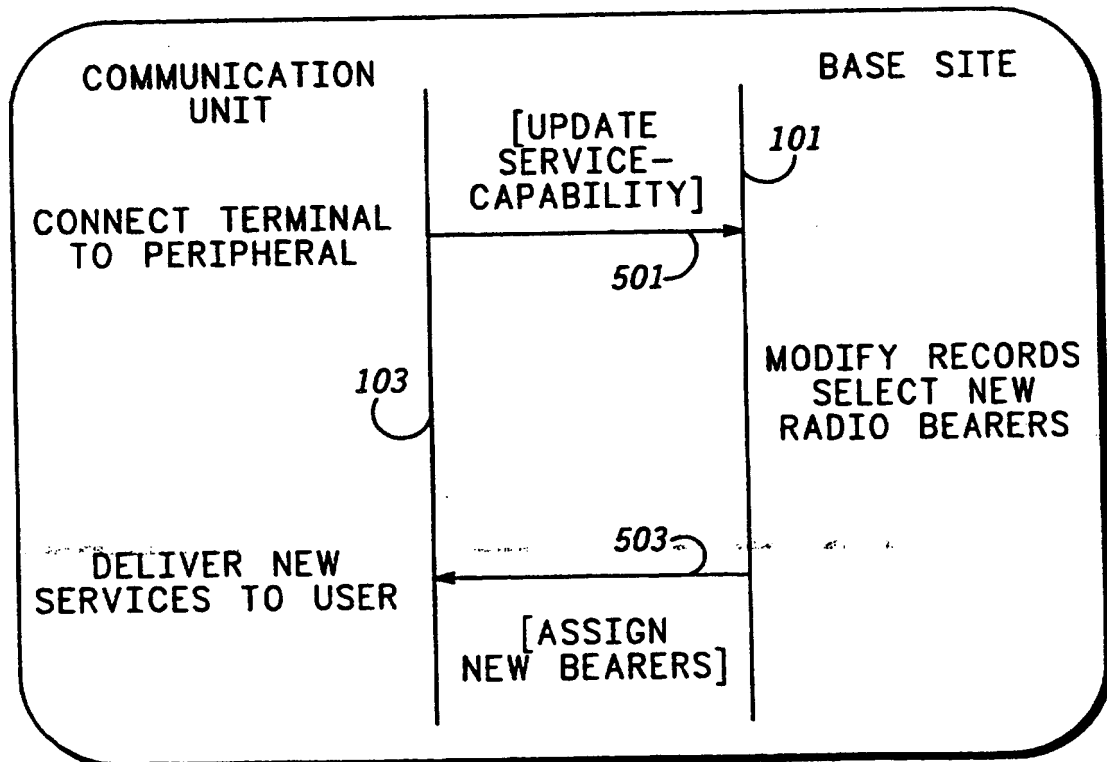 COMMUNICATION
UNIT
BASE SITE
[UPDATE
SERVICE-
CAPABILITY]
101
CONNECT TERMINAL
TO PERIPHERAL
501
103
MODIFY RECORDS
SELECT NEW
RADIO BEARERS
503
DELIVER NEW
SERVICES TO USER
[ASSIGN
NEW BEARERS]